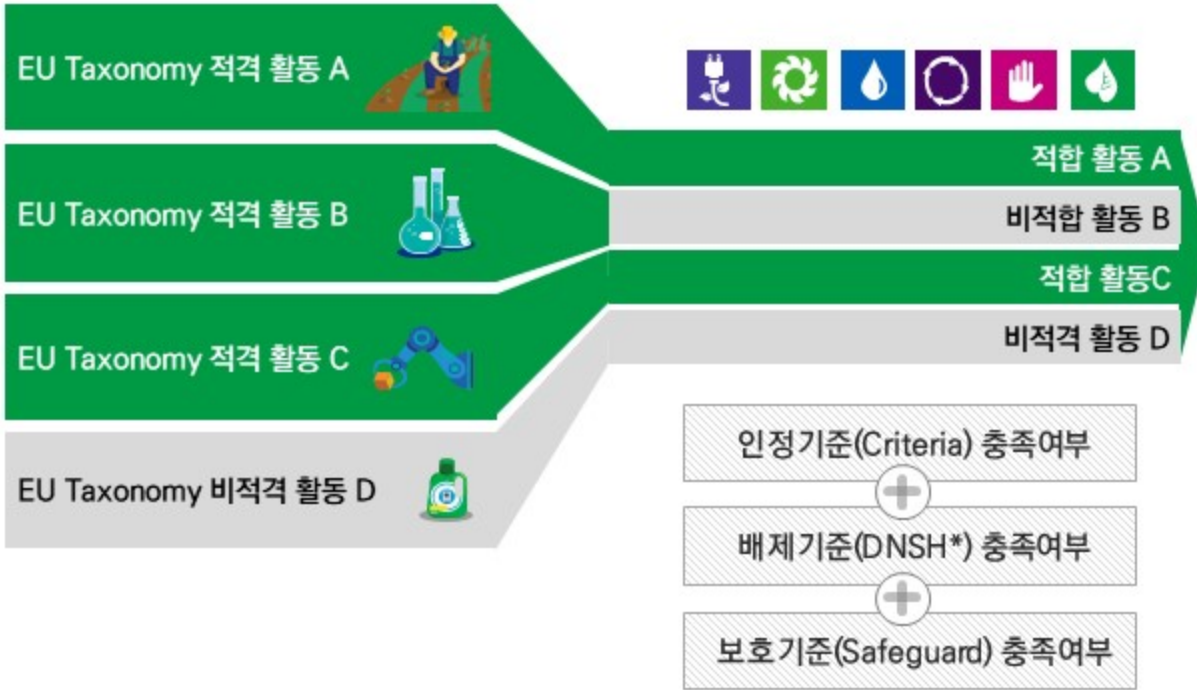 EU Taxonomy 적격 활동 A
EU Taxonomy 적격 활동 B
EU Taxonomy 적격 활동 C
EU Taxonomy 비적격 활동 D
적합 활동 A
비적합 활동 B
적합 활동C
비적격 활동 D
인정기준(Criteria) 충족여부
배제기준(DNSH*) 충족여부
보호기준(Safeguard) 충족여부